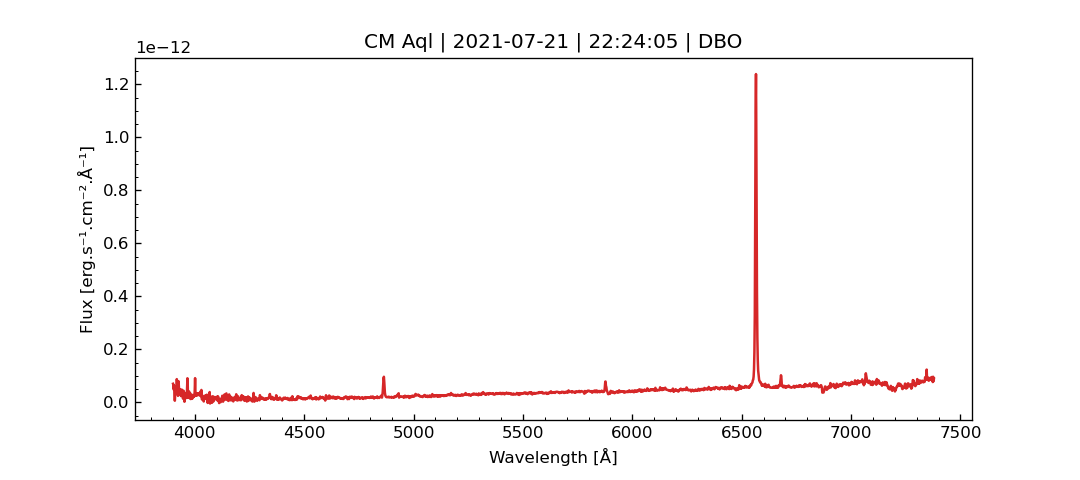 CM Aql | 2021-07-21 | 22:24:05 | DBO
1e−12
1.2
1.0
0.8
0.6
0.4
0.2
0.0
Flux [erg.s⁻¹.cm⁻².Å⁻¹]
4000 4500 5000 5500 6000 6500 7000 7500
Wavelength [Å]